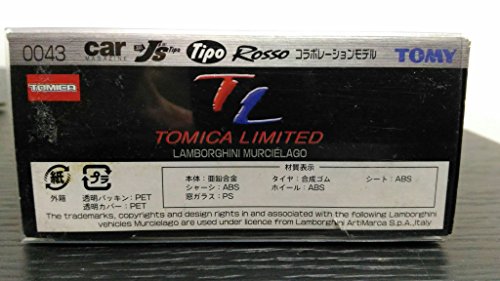 0043 car MAGAZINE J's Tipo Tipo Rosso コラボレーションモデル TOMY
TOMICA
TL
TOMICA LIMITED
LAMBORGHINI MURCIÉLAGO
材質表示
紙 プラ
外箱
透明パッキン:PET
透明カバー:PET
本体:亜鉛合金
シャーシ:ABS
窓ガラス:PS
タイヤ:合成ゴム
ホイール:ABS
シート:ABS
The trademarks, copyrights and design rights in and associated with the following Lamborghini
vehicles Murcielago are used under license from Lamborghini ArtiMarca S.p.A.,Italy